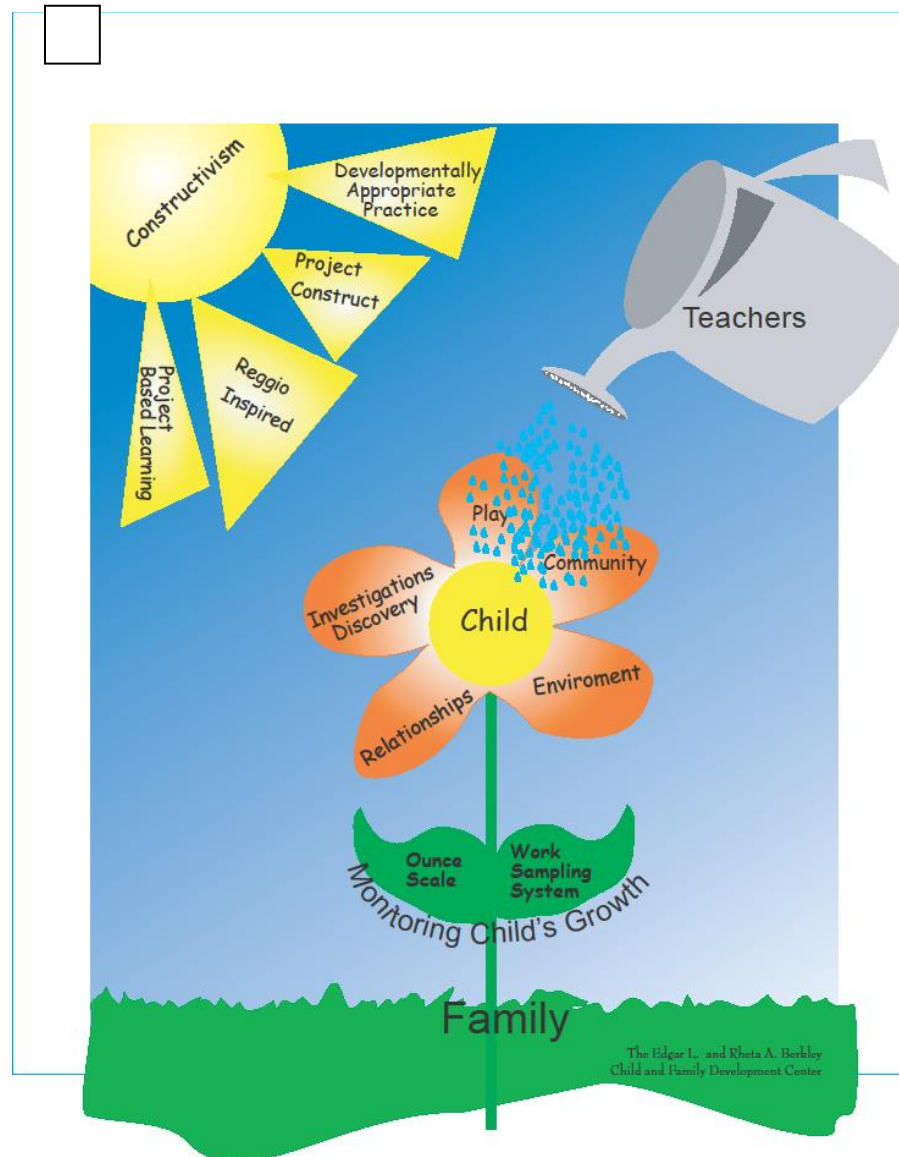 Constructivism
Developmentally
Appropriate
Practice
Project
Construct
Reggio
Inspired
Project
Based Learning
Teachers
Play
Community
Investigations
Discovery
Child
Enviroment
Relationships
Ounce
Scale
Work
Sampling
System
Monitoring Child's Growth
Family
The Edgar L. and Rheta A. Berkley
Child and Family Development Center